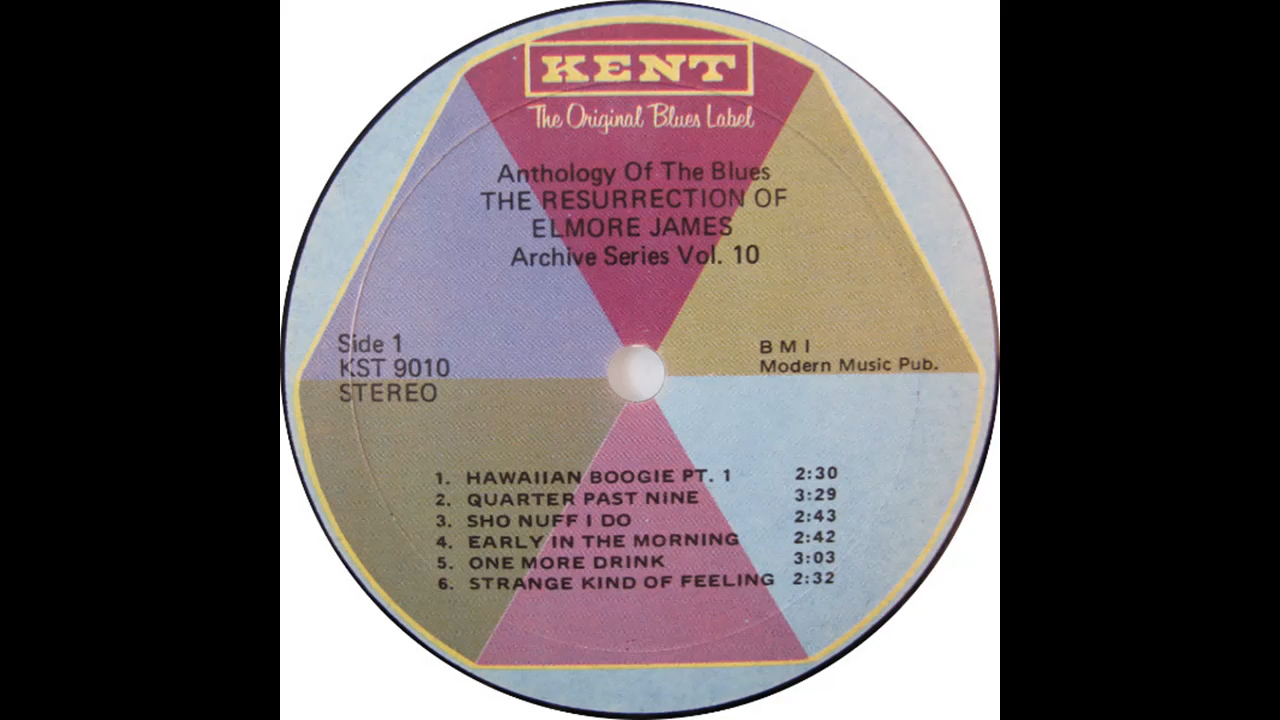 KENT
The Original Blues Label
Anthology Of The Blues
THE RESURRECTION OF
ELMORE JAMES
Archive Series Vol. 10
Side 1
KST 9010
STEREO
B M I
Modern Music Pub.
1. HAWAIIAN BOOGIE PT. 1 2:30
2. QUARTER PAST NINE 3:29
3. SHO NUFF I DO 2:43
4. EARLY IN THE MORNING 2:42
5. ONE MORE DRINK 3:03
6. STRANGE KIND OF FEELING 2:32